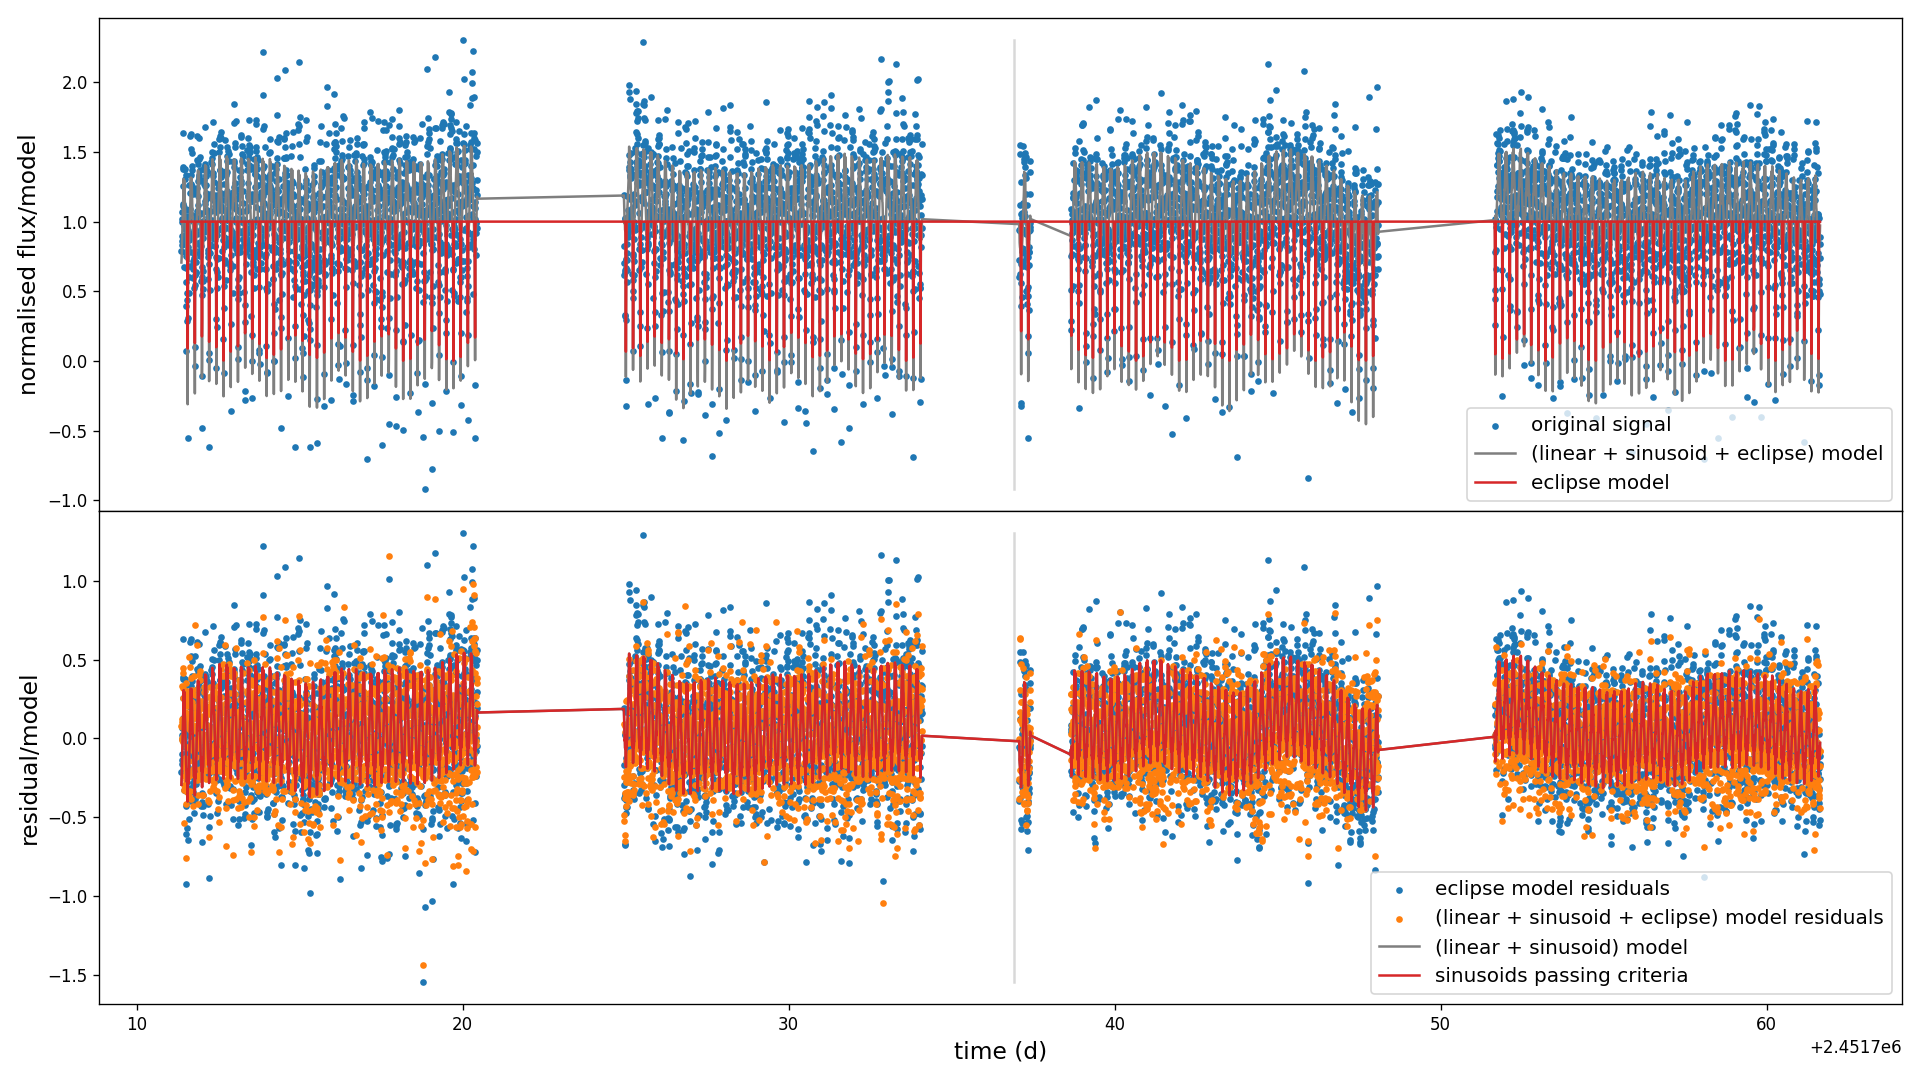 normalised flux/model
2.0
1.5
1.0
0.5
0.0
−0.5
−1.0
original signal
(linear + sinusoid + eclipse) model
eclipse model
residual/model
1.0
0.5
0.0
−0.5
−1.0
−1.5
eclipse model residuals
(linear + sinusoid + eclipse) model residuals
(linear + sinusoid) model
sinusoids passing criteria
10 20 30 40 50 60
time (d)
+2.4517e6